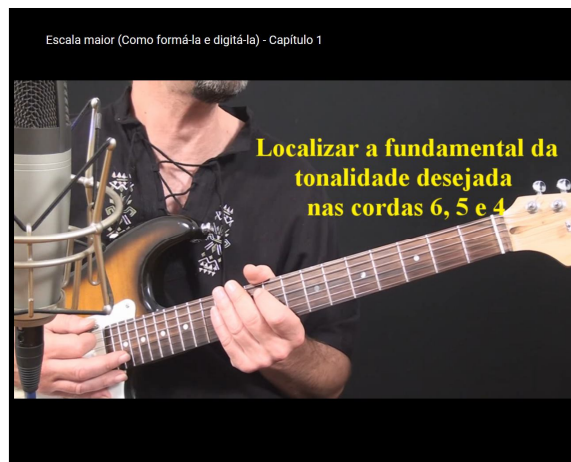 Escala maior (Como formá-la e digitá-la) - Capítulo 1
Localizar a fundamental da
tonalidade desejada
nas cordas 6, 5 e 4